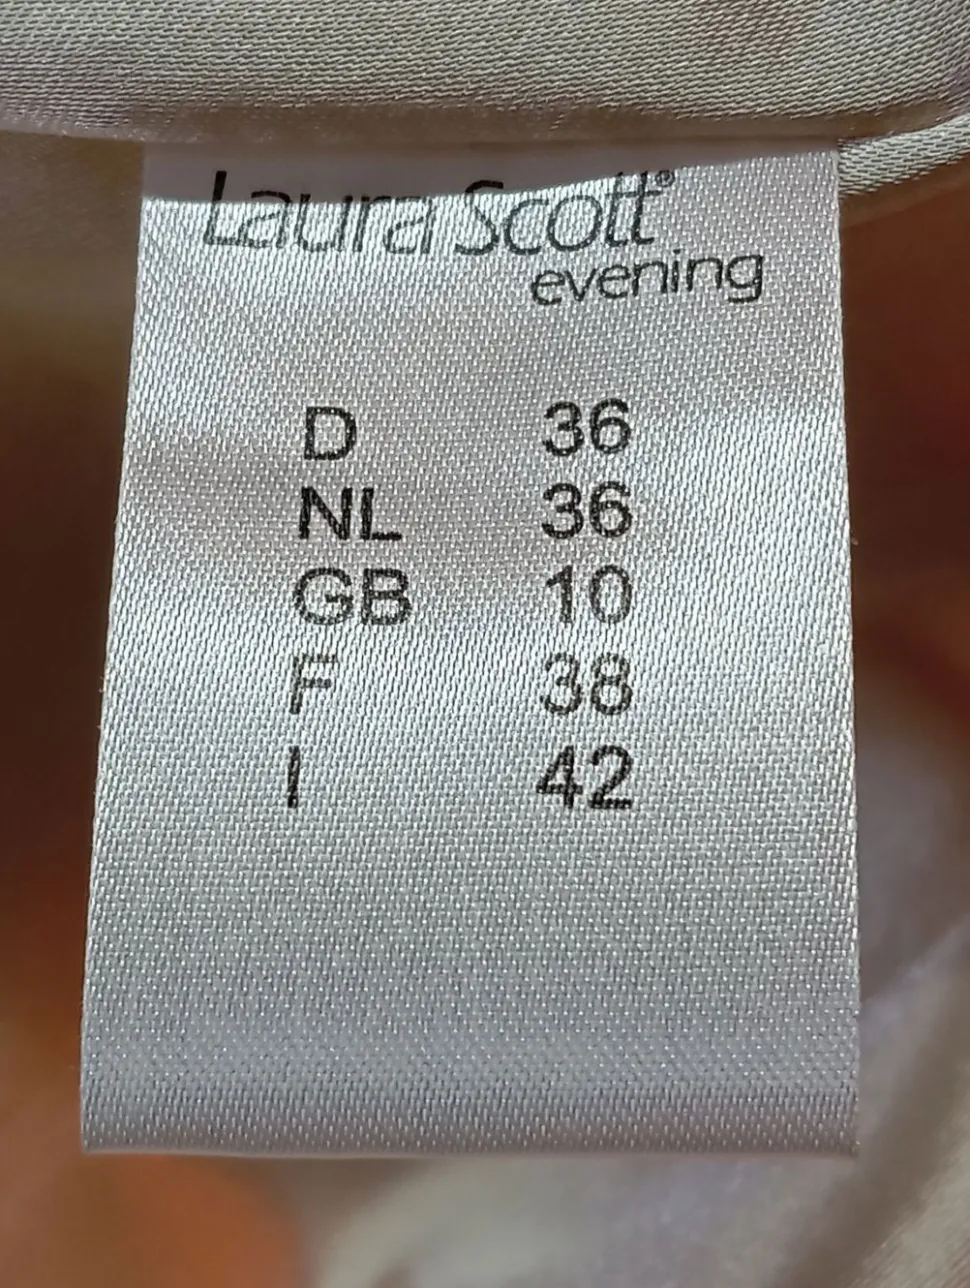 Laura Scott®
evening
D 36
NL 36
GB 10
F 38
I 42